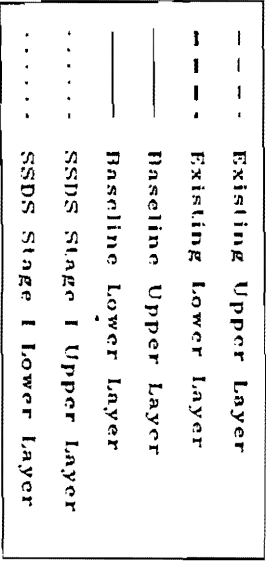 Existing Upper Layer
Existing Lower Layer
Baseline Upper Layer
Baseline Lower Layer
SSDS Stage I Upper Layer
SSDS Stage I Lower Layer